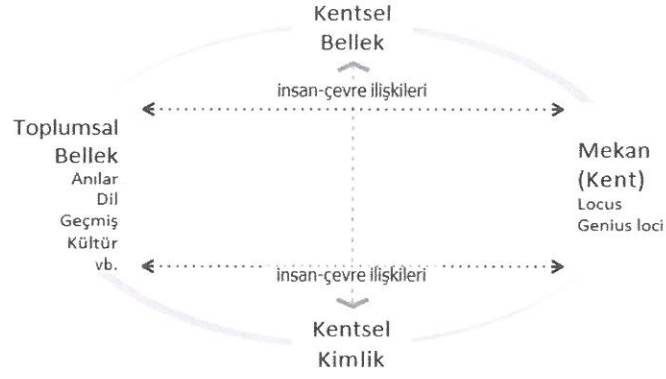 Kentsel
Bellek
insan-çevre ilişkileri
Toplumsal
Bellek
Anılar
Dil
Geçmiş
Kültür
vb.
Mekan
(Kent)
Locus
Genius loci
insan-çevre ilişkileri
Kentsel
Kimlik